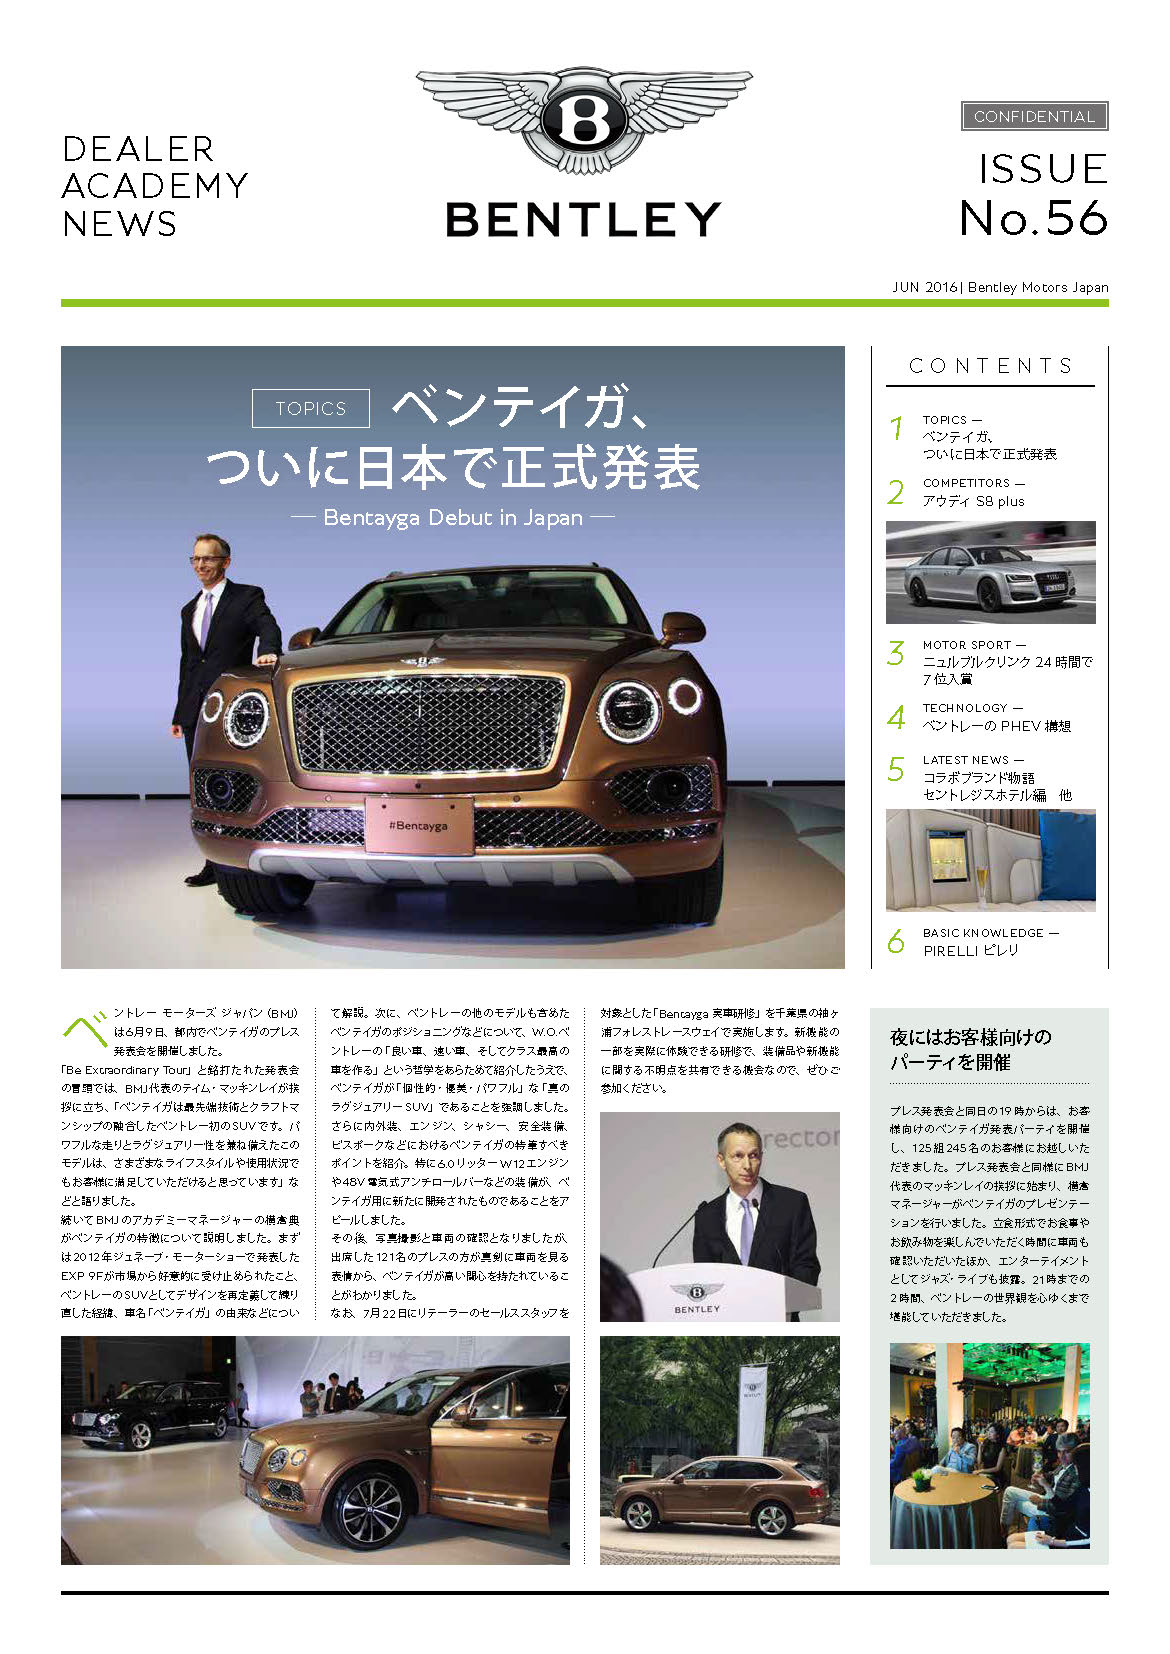 DEALER
ACADEMY
NEWS
BENTLEY
CONFIDENTIAL
ISSUE
No.56
JUN 2016| Bentley Motors Japan
TOPICS
ベンテイガ、
ついに日本で正式発表
— Bentayga Debut in Japan —
#Bentayga
CONTENTS
1 TOPICS —
ベンテイガ、
ついに日本で正式発表
2 COMPETITORS —
アウディ S8 plus
3 MOTOR SPORT —
ニュルブルクリンク 24 時間で
7 位入賞
4 TECHNOLOGY —
ベントレーの PHEV 構想
5 LATEST NEWS —
コラボブランド物語
セントレジスホテル編　他
6 BASIC KNOWLEDGE —
PIRELLI ピレリ
ベントレー モーターズ ジャパン（BMJ）
は6月9日、都内でベンテイガのプレス
発表会を開催しました。
「Be Extraordinary Tour」と銘打たれた発表会
の冒頭では、BMJ代表のティム・マッキンレイが挨
拶に立ち、「ベンテイガは最先端技術とクラフトマ
ンシップの融合したベントレー初のSUVです。パ
ワフルな走りとラグジュアリー性を兼ね備えたこの
モデルは、さまざまなライフスタイルや使用状況で
もお客様に満足していただけると思っています」な
どと語りました。
続いてBMJのアカデミーマネージャーの横倉典
がベンテイガの特徴について説明しました。まず
は2012年ジュネーブ・モーターショーで発表した
EXP 9Fが市場から好意的に受け止められたこと、
ベントレーのSUVとしてデザインを再定義して練り
直した経緯、車名「ベンテイガ」の由来などについ
て解説。次に、ベントレーの他のモデルも含めた
ベンテイガのポジショニングなどについて、W.O.ベ
ントレーの「良い車、速い車、そしてクラス最高の
車を作る」という哲学をあらためて紹介したうえで、
ベンテイガが「個性的・優美・パワフル」な「真の
ラグジュアリー SUV」であることを強調しました。
さらに内外装、エンジン、シャシー、安全装備、
ビスポークなどにおけるベンテイガの特筆すべき
ポイントを紹介。特に6.0リッターW12エンジン
や48V電気式アンチロールバーなどの装備が、ベ
ンテイガ用に新たに開発されたものであることをア
ピールしました。
その後、写真撮影と車両の確認となりましたが、
出席した121名のプレスの方が真剣に車両を見る
表情から、ベンテイガが高い関心を持たれているこ
とがわかりました。
なお、7月22日にリテーラーのセールススタッフを
対象とした「Bentayga 実車研修」を千葉県の袖ヶ
浦フォレストレースウェイで実施します。新機能の
一部を実際に体験できる研修で、装備品や新機能
に関する不明点を共有できる機会なので、ぜひご
参加ください。
irector
BENTLEY
BENTLEY
夜にはお客様向けの
パーティを開催
プレス発表会と同日の19時からは、お客
様向けのベンテイガ発表パーティを開催
し、125組245名のお客様にお越しいた
だきました。プレス発表会と同様にBMJ
代表のマッキンレイの挨拶に始まり、横倉
マネージャーがベンテイガのプレゼンテー
ションを行いました。立食形式でお食事や
お飲み物を楽しんでいただく時間に車両も
確認いただいたほか、エンターテイメント
としてジャズ・ライブも披露。21時までの
2時間、ベントレーの世界観を心ゆくまで
堪能していただきました。